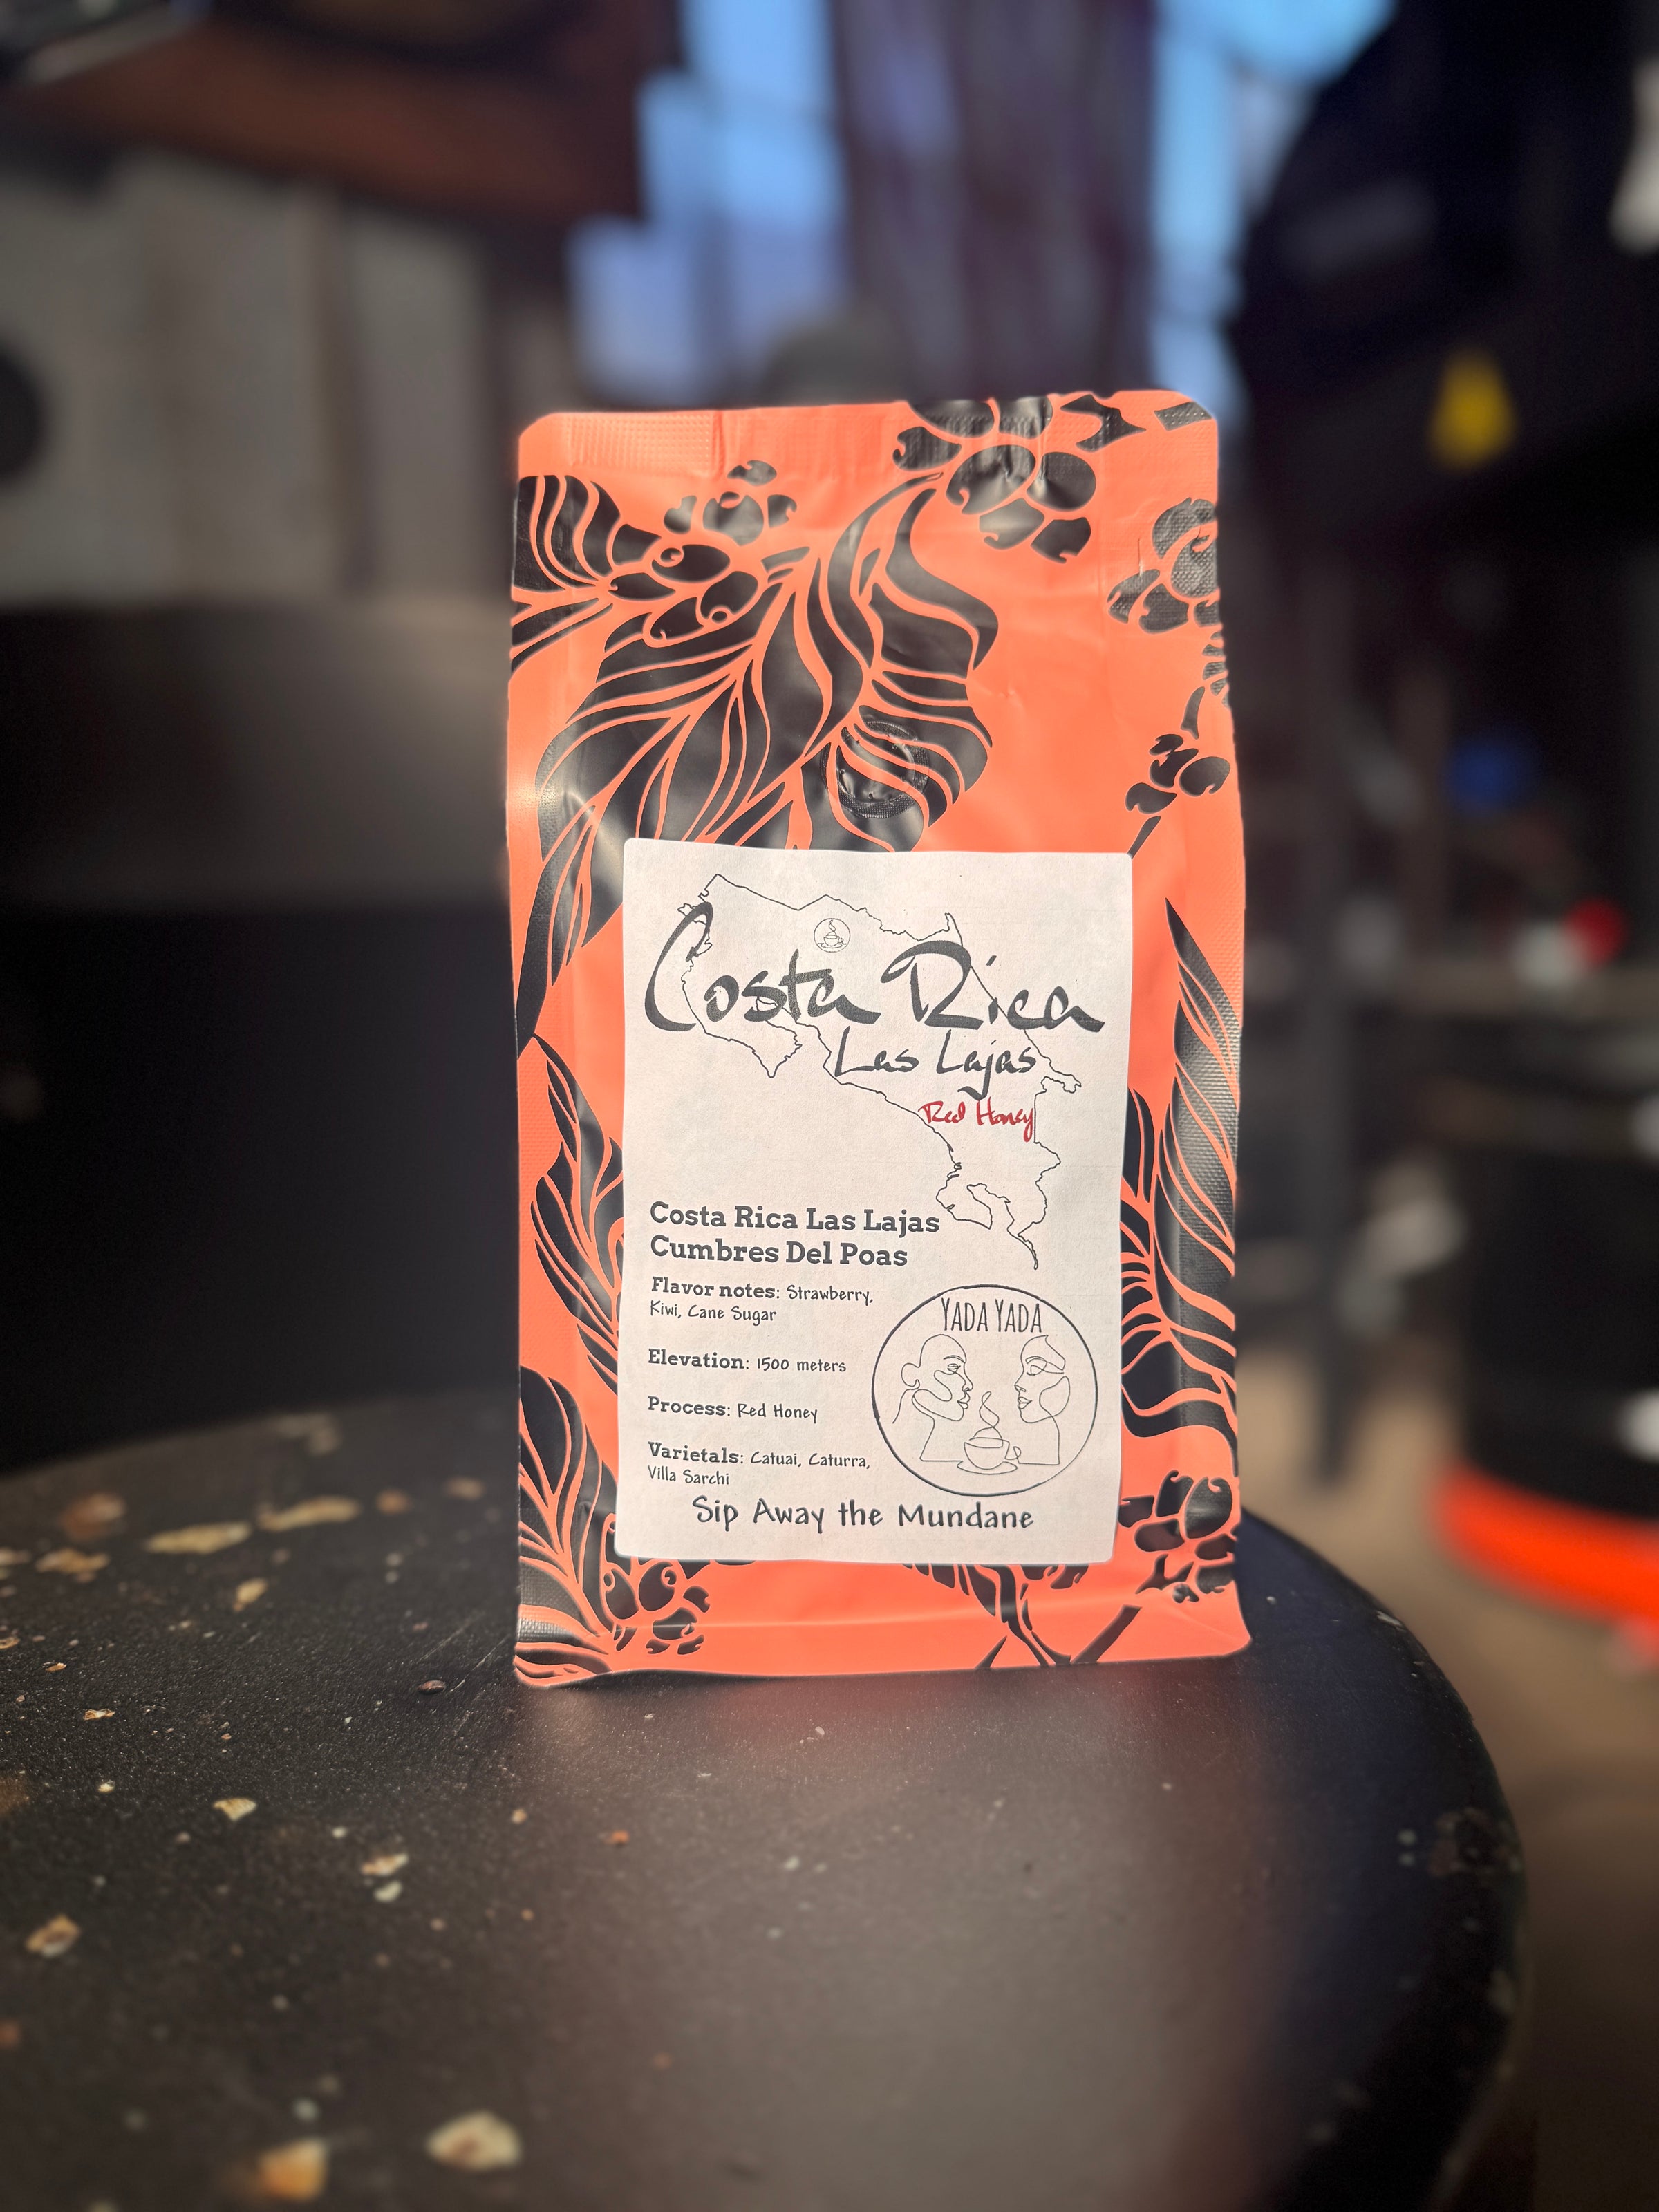 Costa Rica
Las Lajas
Red Honey
Costa Rica Las Lajas
Cumbres Del Poas
Flavor notes: Strawberry,
Kiwi, Cane Sugar
Elevation: 1500 meters
Process: Red Honey
Varietals: Catuai, Caturra,
Villa Sarchi
YADA YADA
Sip Away the Mundane